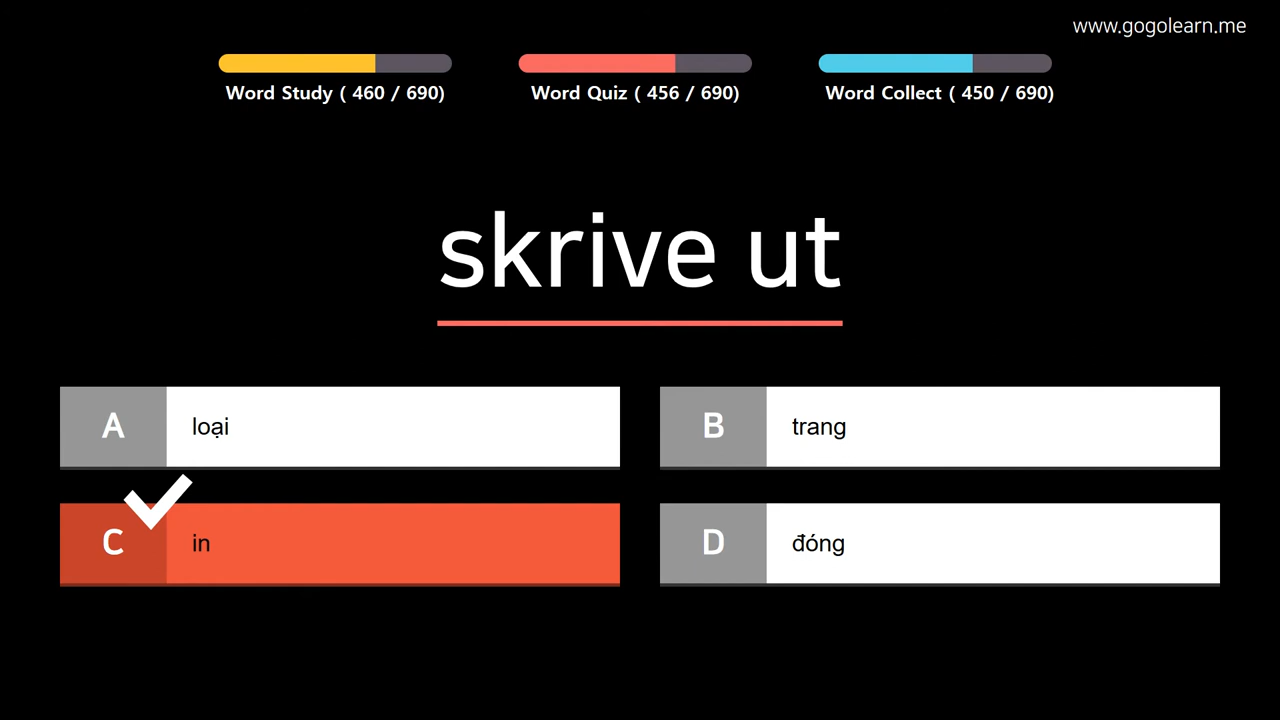 www.gogolearn.me
Word Study ( 460 / 690)
Word Quiz ( 456 / 690)
Word Collect ( 450 / 690)
skrive ut
A loại
B trang
C in
D đóng